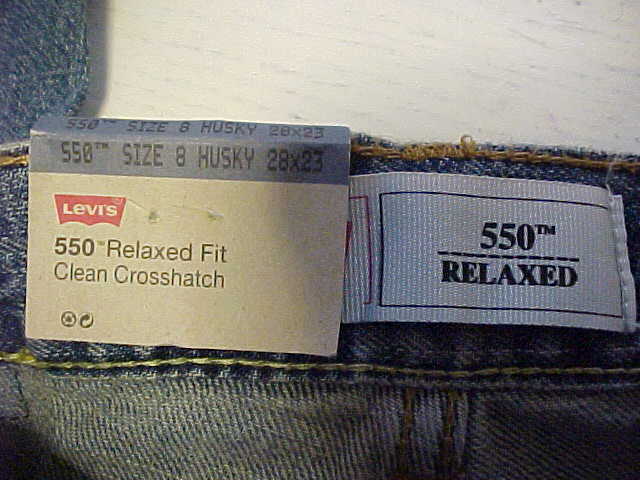 550™ SIZE 8 HUSKY 28x23
550™ SIZE 8 HUSKY 28x23
LEVI'S
550™ Relaxed Fit
Clean Crosshatch
550™
RELAXED